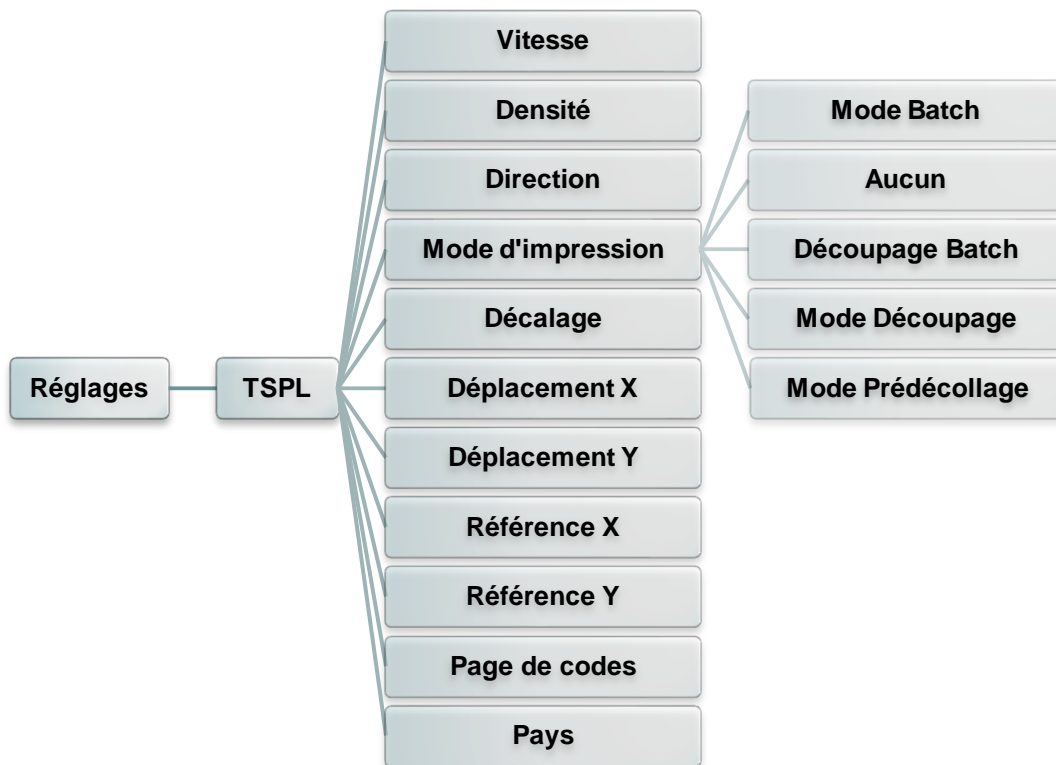 Réglages
TSPL
Vitesse
Densité
Direction
Mode d'impression
Décalage
Déplacement X
Déplacement Y
Référence X
Référence Y
Page de codes
Pays
Mode Batch
Aucun
Découpage Batch
Mode Découpage
Mode Prédécollage